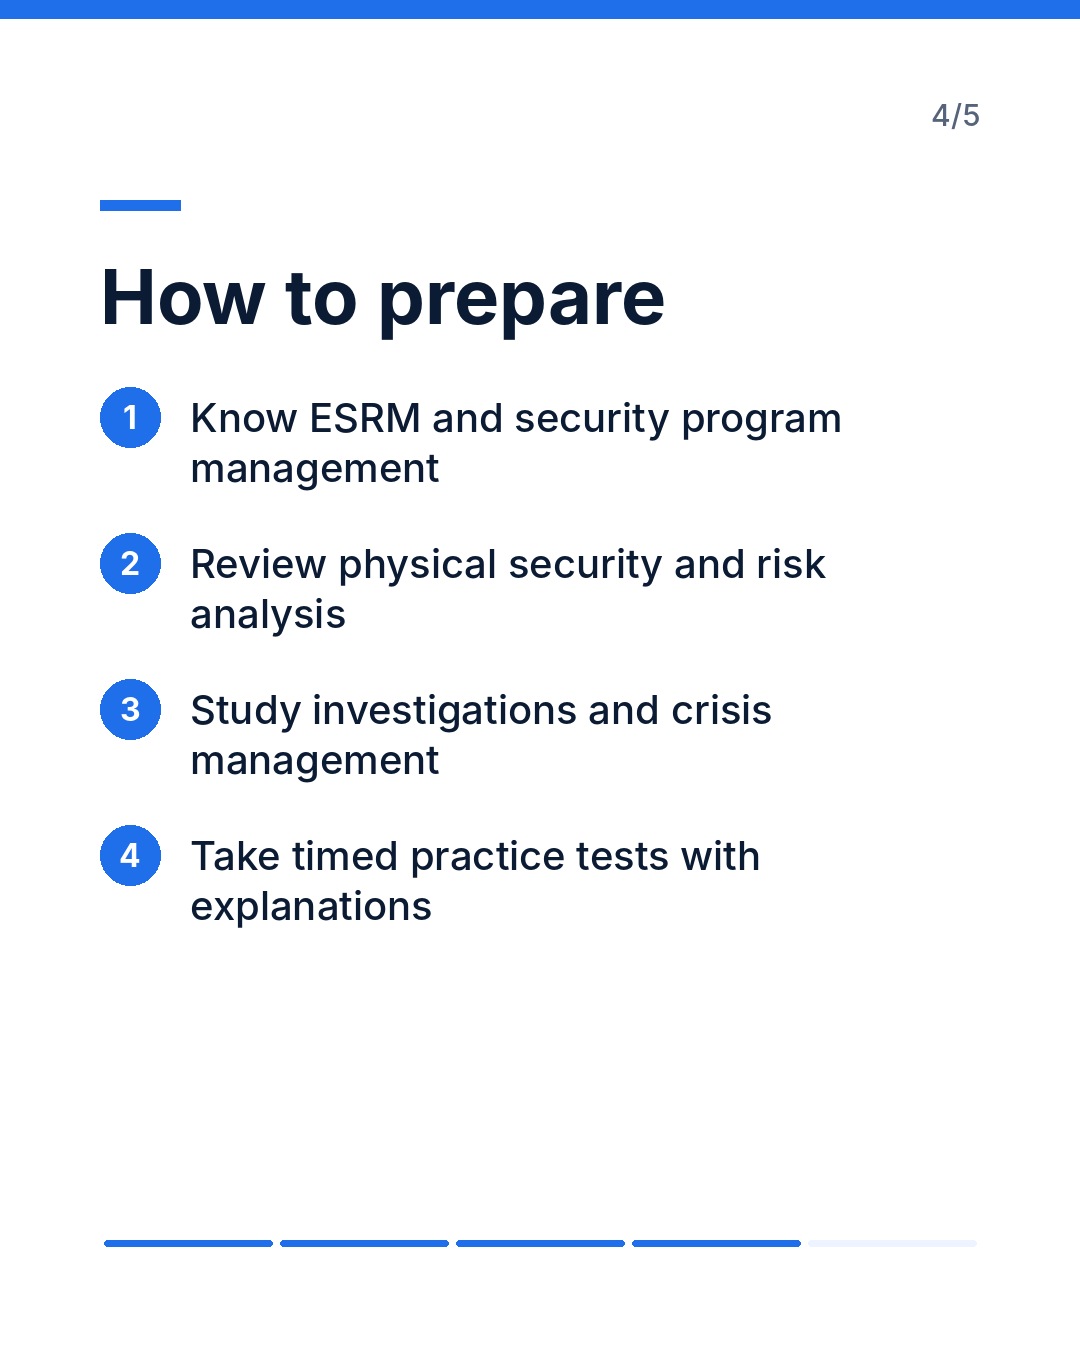 4/5
How to prepare
1 Know ESRM and security program
management
2 Review physical security and risk
analysis
3 Study investigations and crisis
management
4 Take timed practice tests with
explanations